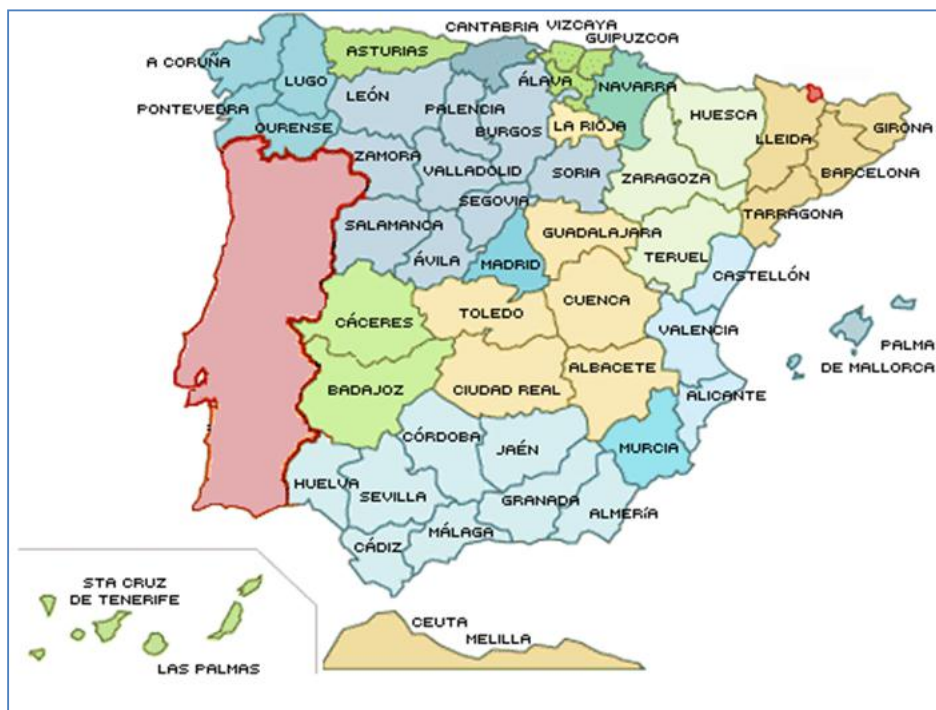 CANTABRIA
VIZCAYA
GUIPUZCOA
ASTURIAS
A CORUÑA
LUGO
ÁLAVA
NAVARRA
LEÓN
PALENCIA
PONTEVEDRA
HUESCA
GIRONA
OURENSE
BURGOS
LA RIOJA
LLEIDA
ZAMORA
VALLADOLID
SORIA
ZARAGOZA
BARCELONA
SEGOVIA
TARRAGONA
SALAMANCA
GUADALAJARA
ÁVILA
MADRID
TERUEL
CASTELLÓN
CUENCA
TOLEDO
CÁCERES
VALENCIA
PALMA
DE MALLORCA
ALBACETE
BADAJOZ
CIUDAD REAL
ALICANTE
CÓRDOBA
JAÉN
MURCIA
HUELVA
SEVILLA
GRANADA
ALMERíA
MÁLAGA
CÁDIZ
STA CRUZ
DE TENERIFE
LAS PALMAS
CEUTA
MELILLA